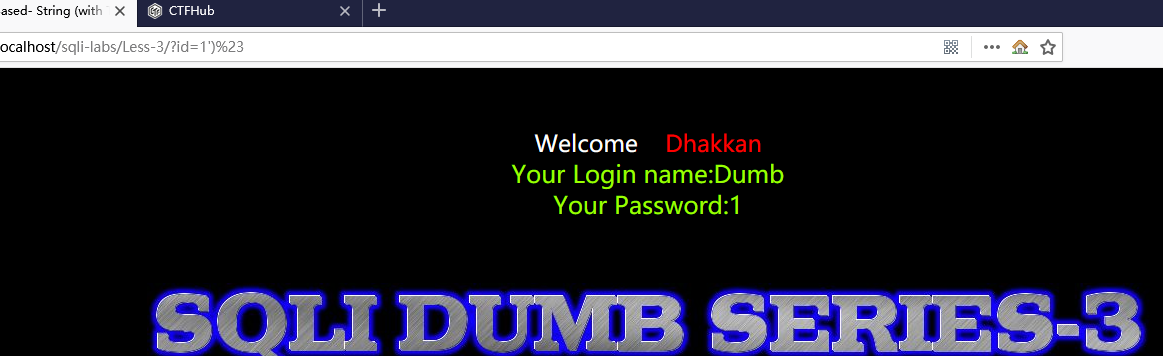 ased- String (with
CTFHub
ocalhost/sqli-labs/Less-3/?id=1')%23
Welcome Dhakkan
Your Login name:Dumb
Your Password:1
SQLI DUMB SERIES-3